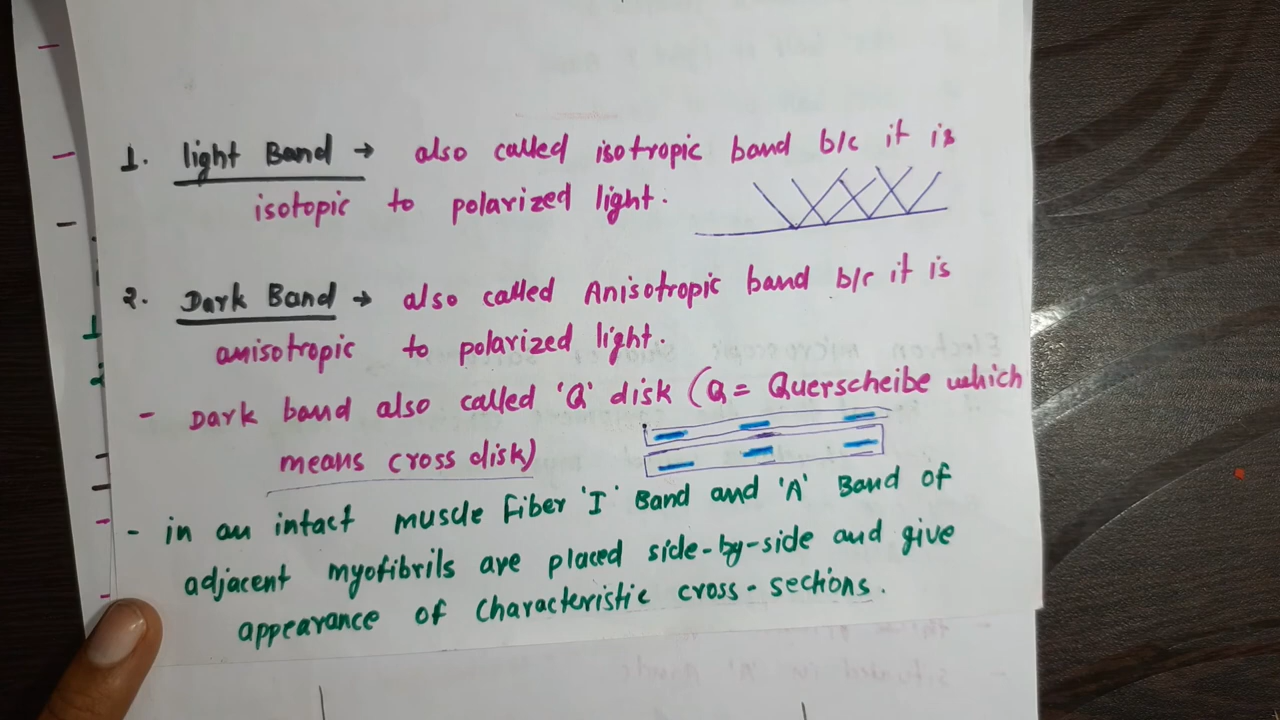 1. light Band → also called isotropic band b/c it is
isotopic to polarized light.
2. Dark Band → also called Anisotropic band b/c it is
anisotropic to polarized light.
- Dark band also called 'Q' disk (Q = Querscheibe which
means cross disk)
- in an intact muscle fiber 'I' Band and 'A' Band of
adjacent myofibrils are placed side-by-side and give
appearance of characteristic cross-sections.